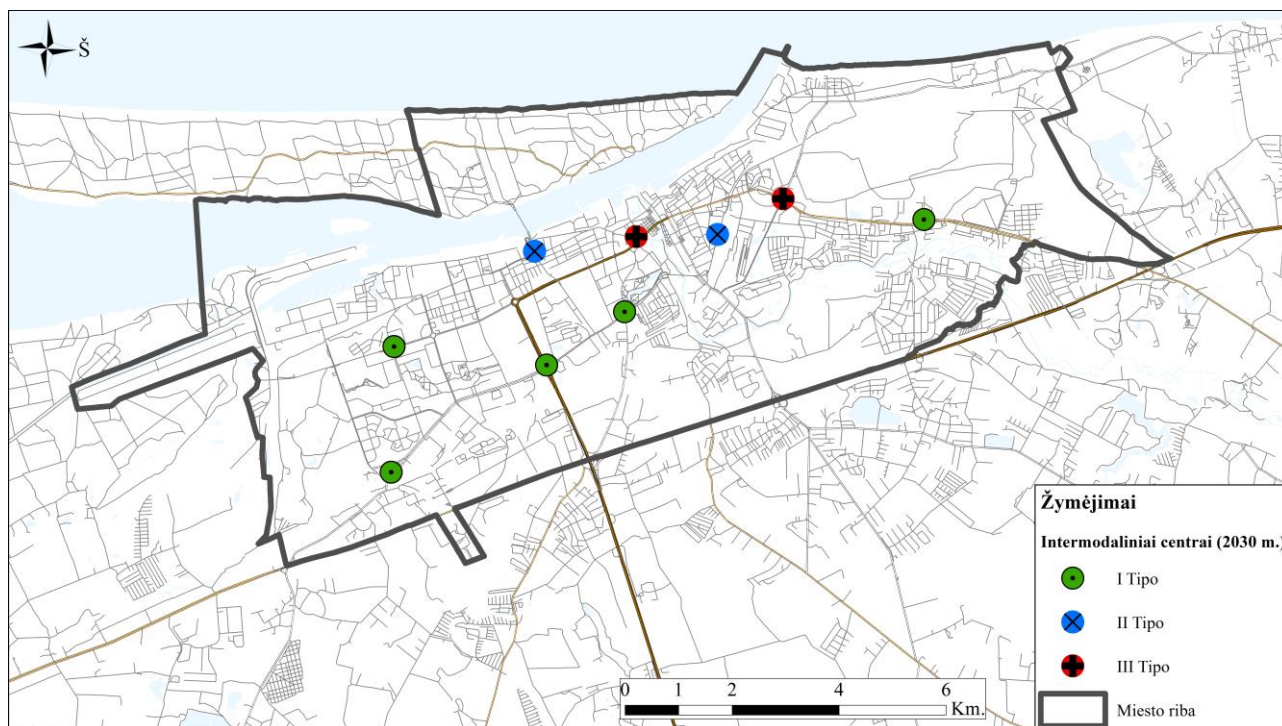 Š
Žymėjimai
Intermodaliniai centrai (2030 m.)
I Tipo
II Tipo
III Tipo
Miesto riba
0 1 2 4 6
Km.